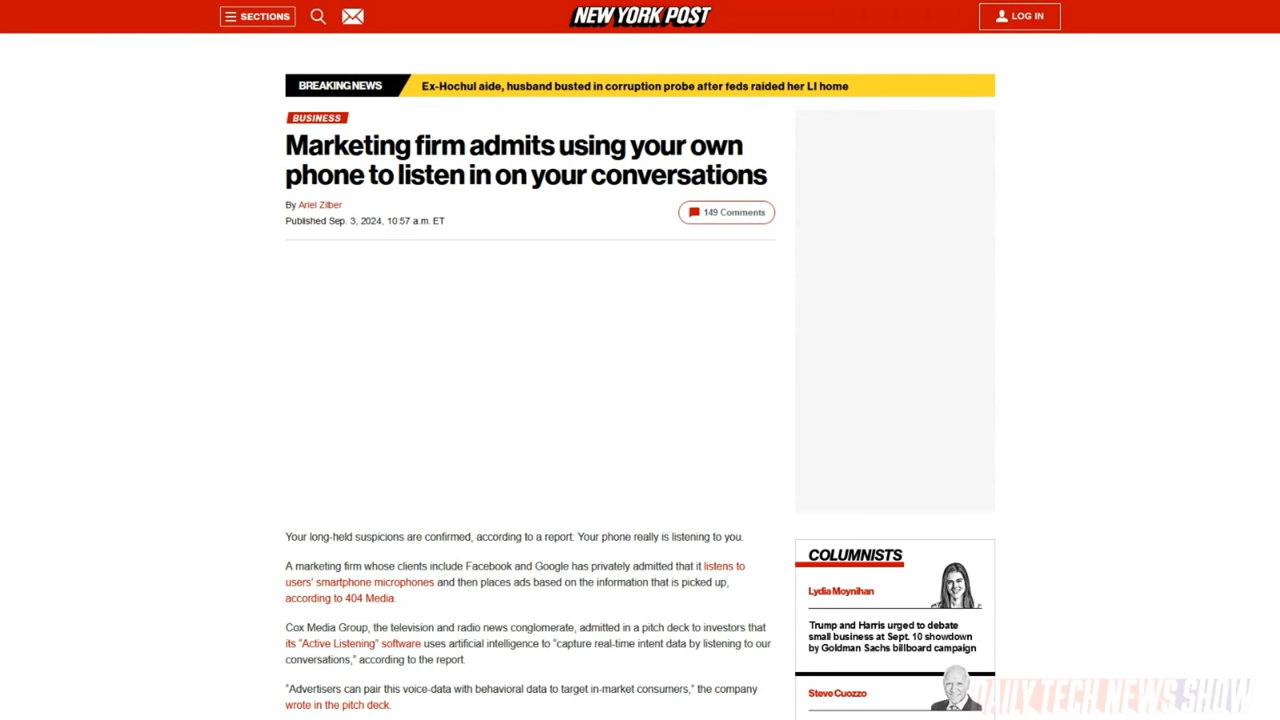 SECTIONS
NEW YORK POST
LOG IN
BREAKING NEWS
Ex-Hochul aide, husband busted in corruption probe after feds raided her LI home
BUSINESS
Marketing firm admits using your own
phone to listen in on your conversations
By Ariel Zilber
Published Sep. 3, 2024, 10:57 a.m. ET
149 Comments
Your long-held suspicions are confirmed, according to a report: Your phone really is listening to you.
A marketing firm whose clients include Facebook and Google has privately admitted that it listens to
users' smartphone microphones and then places ads based on the information that is picked up,
according to 404 Media.
Cox Media Group, the television and radio news conglomerate, admitted in a pitch deck to investors that
its “Active Listening” software uses artificial intelligence to “capture real-time intent data by listening to our
conversations,” according to the report.
“Advertisers can pair this voice-data with behavioral data to target in-market consumers,” the company
wrote in the pitch deck.
COLUMNISTS
Lydia Moynihan
Trump and Harris urged to debate
small business at Sept. 10 showdown
by Goldman Sachs billboard campaign
Steve Cuozzo
DAILY TECH NEWS SHOW